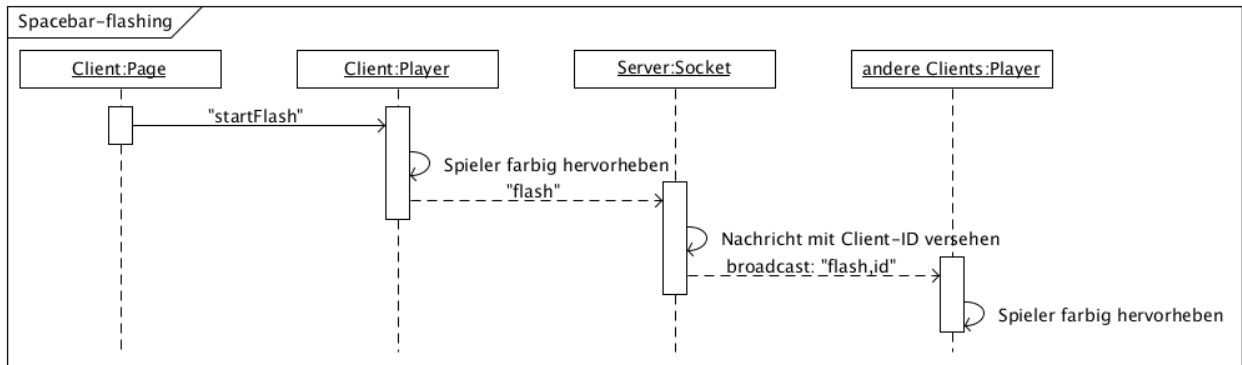 Spacebar-flashing
Client:Page
Client:Player
Server:Socket
andere Clients:Player
"startFlash"
Spieler farbig hervorheben
"flash"
Nachricht mit Client-ID versehen
broadcast: "flash,id"
Spieler farbig hervorheben